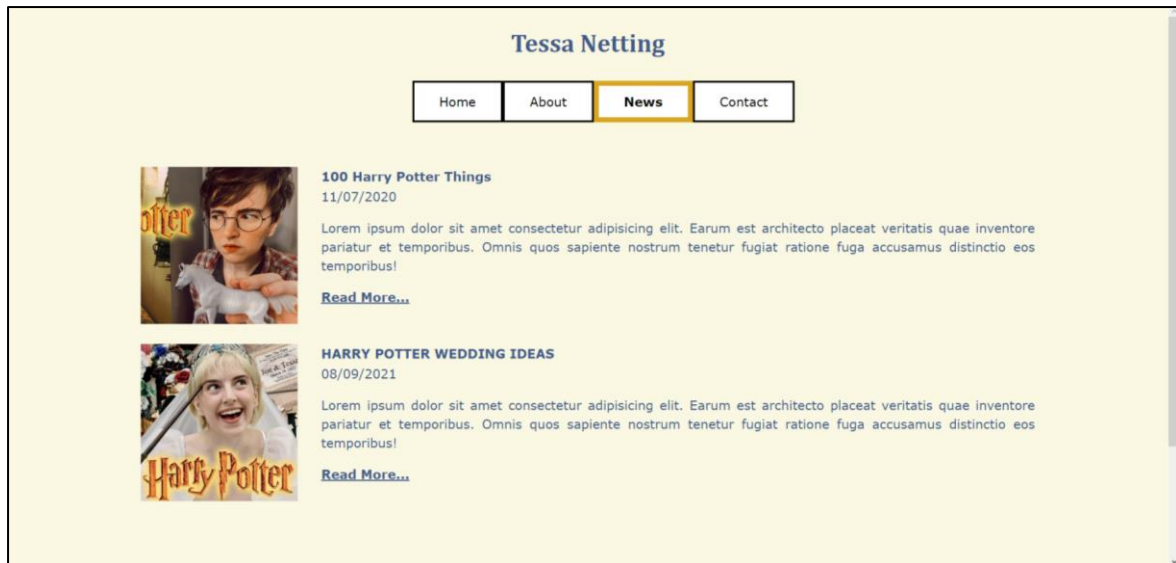 Tessa Netting
Home About News Contact
100 Harry Potter Things
11/07/2020
Lorem ipsum dolor sit amet consectetur adipisicing elit. Earum est architecto placeat veritatis quae inventore
pariatur et temporibus. Omnis quos sapiente nostrum tenetur fugiat ratione fuga accusamus distinctio eos
temporibus!
Read More...
otter
HARRY POTTER WEDDING IDEAS
08/09/2021
Lorem ipsum dolor sit amet consectetur adipisicing elit. Earum est architecto placeat veritatis quae inventore
pariatur et temporibus. Omnis quos sapiente nostrum tenetur fugiat ratione fuga accusamus distinctio eos
temporibus!
Read More...
Harry Potter